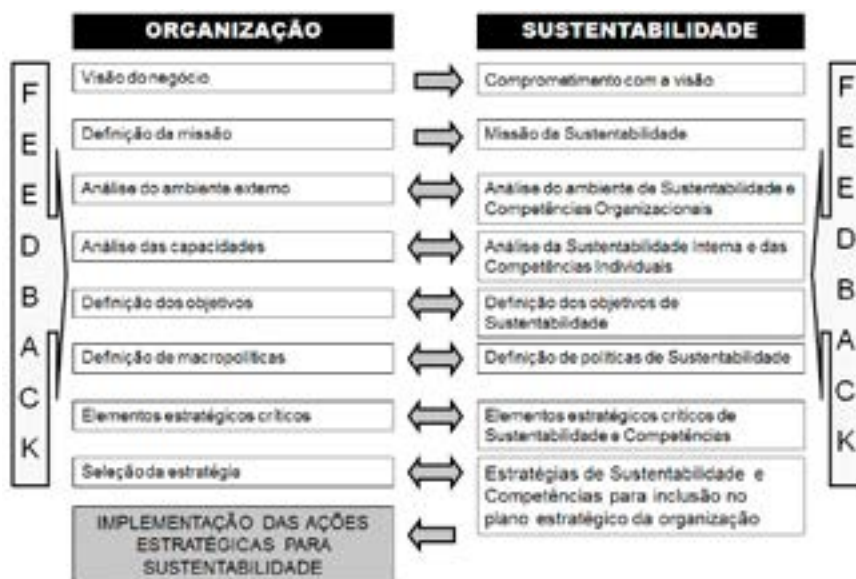 ORGANIZAÇÃO
SUSTENTABILIDADE
FEEDBACK
Visão do negócio
Comprometimento com a visão
Definição da missão
Missão da Sustentabilidade
Análise do ambiente externo
Análise do ambiente de Sustentabilidade e
Competências Organizacionais
Análise das capacidades
Análise da Sustentabilidade Interna e das
Competências Individuais
Definição dos objetivos
Definição dos objetivos de
Sustentabilidade
Definição de macropolíticas
Definição de políticas de Sustentabilidade
Elementos estratégicos críticos
Elementos estratégicos críticos de
Sustentabilidade e Competências
Seleção da estratégia
Estratégias de Sustentabilidade e
Competências para inclusão no
plano estratégico da organização
IMPLEMENTAÇÃO DAS AÇÕES
ESTRATÉGICAS PARA
SUSTENTABILIDADE
FEEDBACK